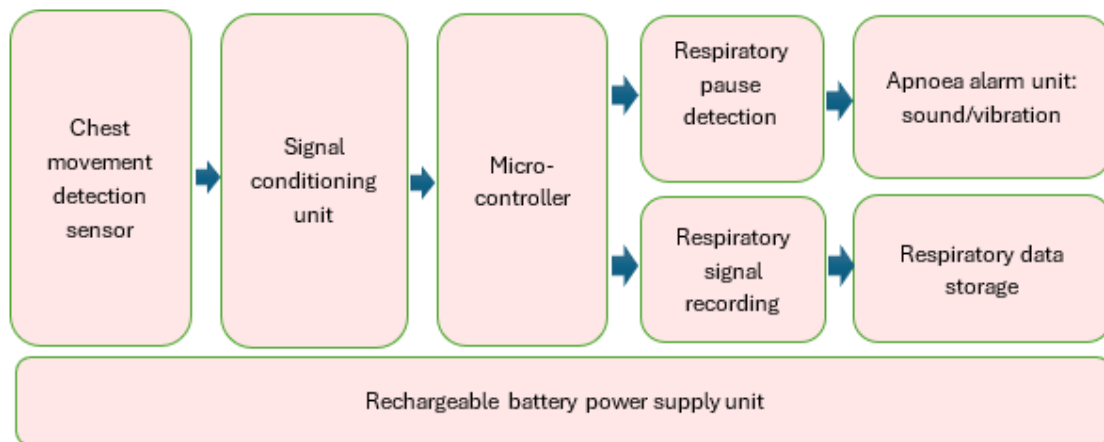 Chest
movement
detection
sensor
Signal
conditioning
unit
Micro-
controller
Respiratory
pause
detection
Apnoea alarm unit:
sound/vibration
Respiratory
signal
recording
Respiratory data
storage
Rechargeable battery power supply unit